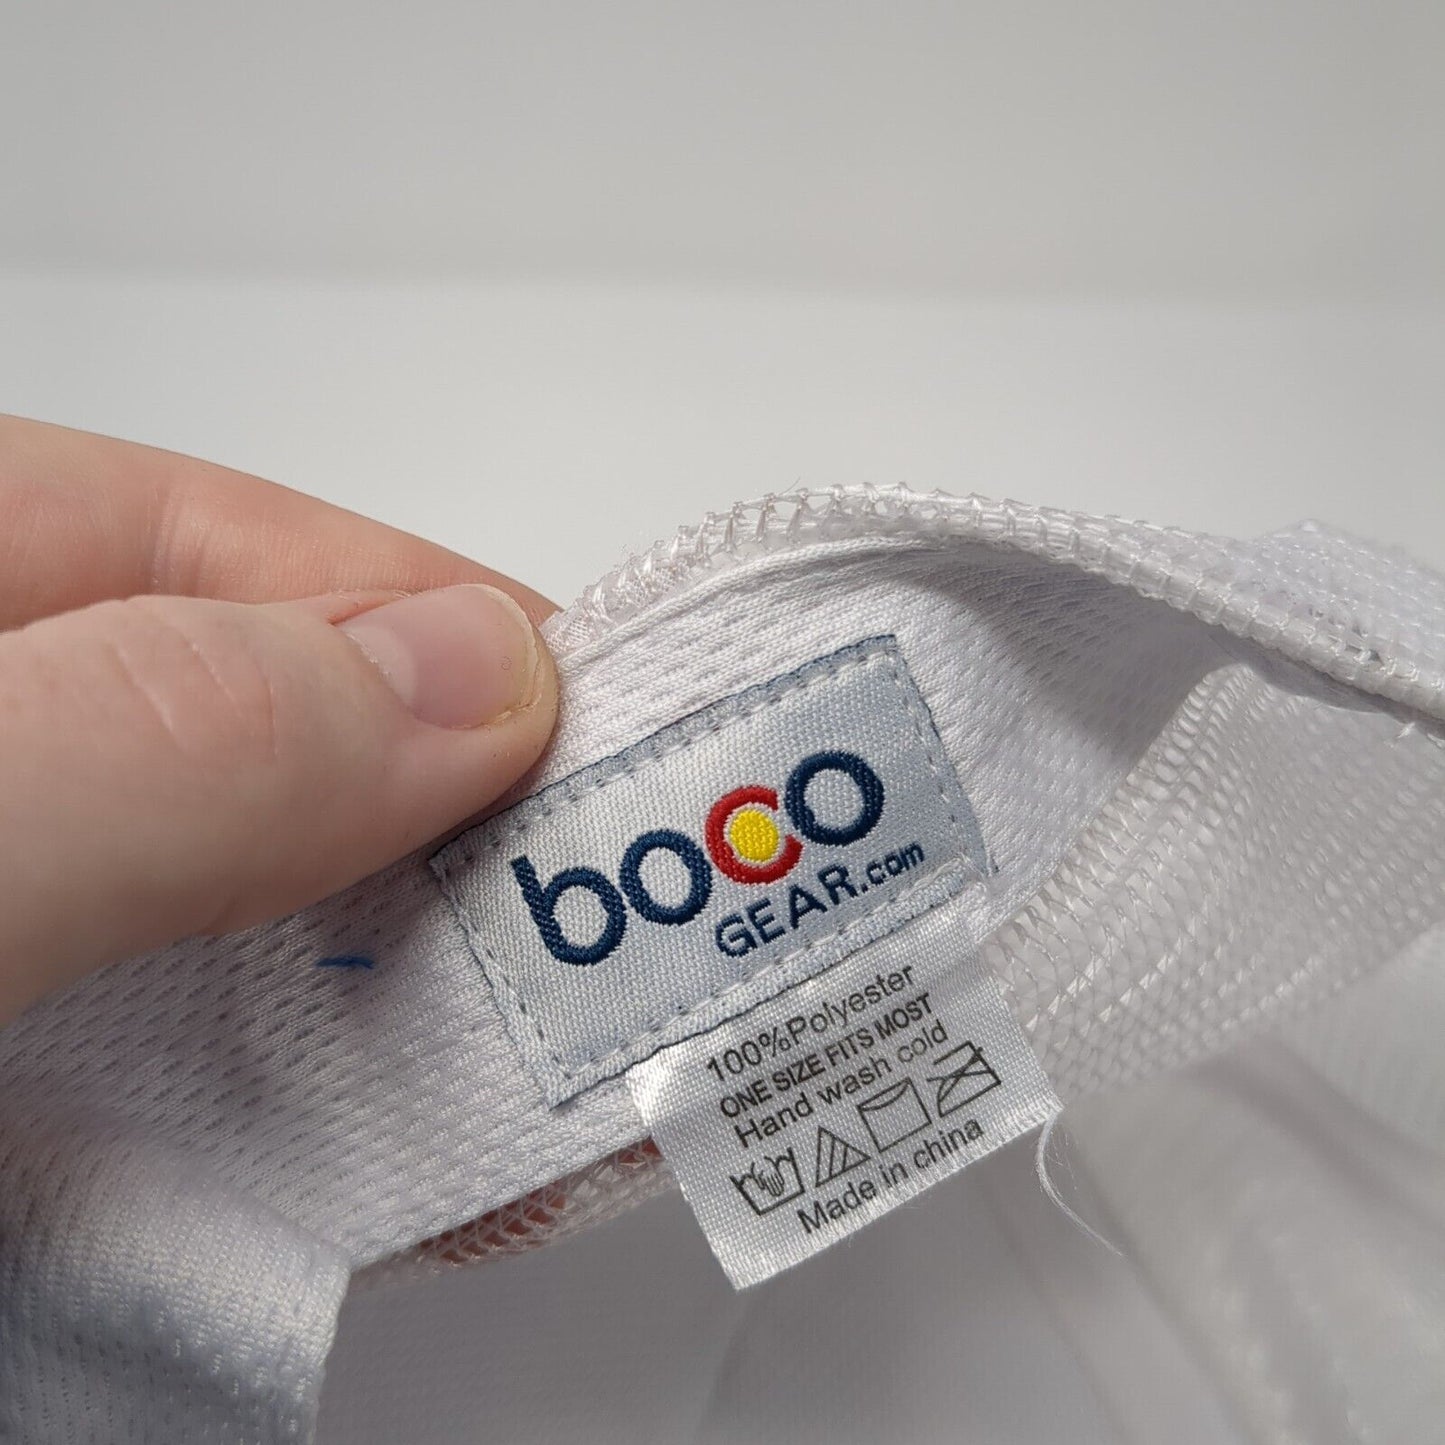 boco
GEAR.com
100%Polyester
ONE SIZE FITS MOST
Hand wash cold
Made in china